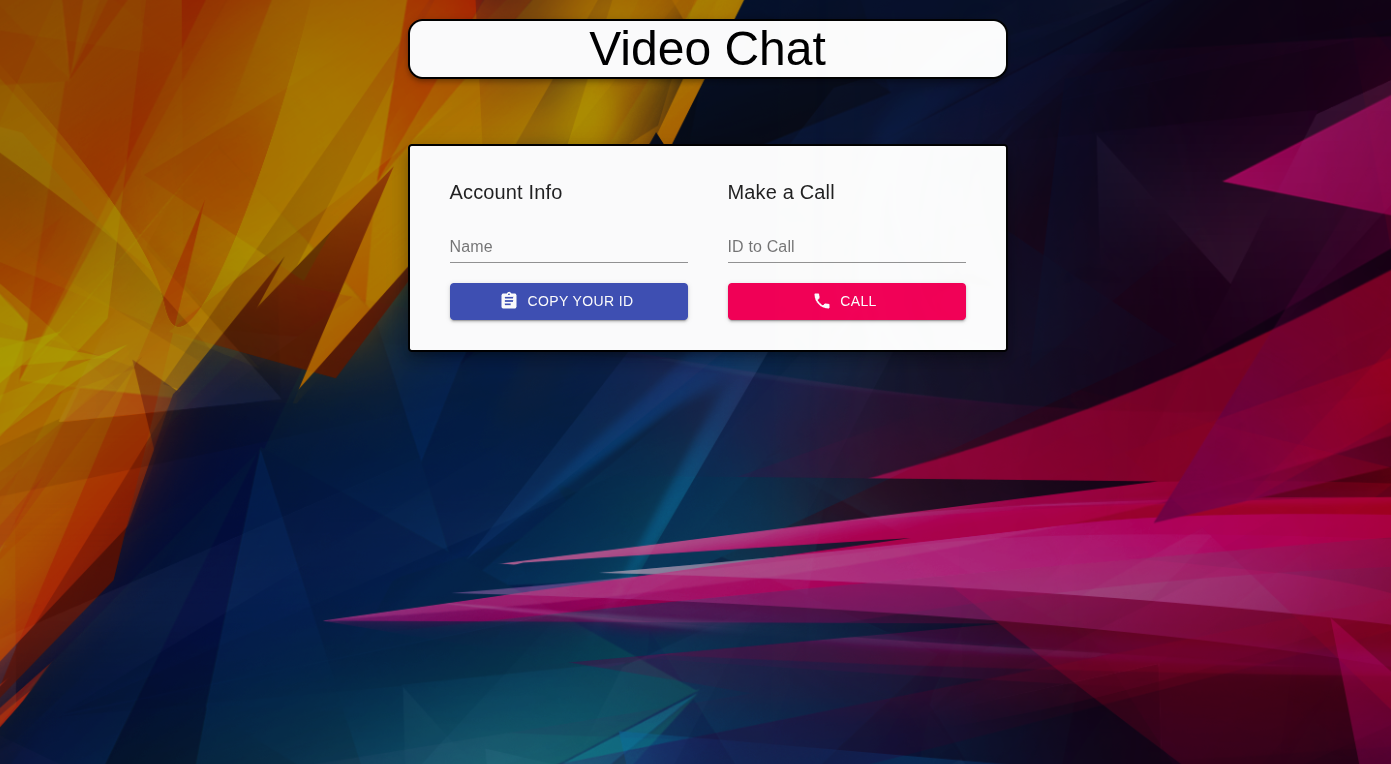 Video Chat
Account Info
Name
COPY YOUR ID
Make a Call
ID to Call
CALL